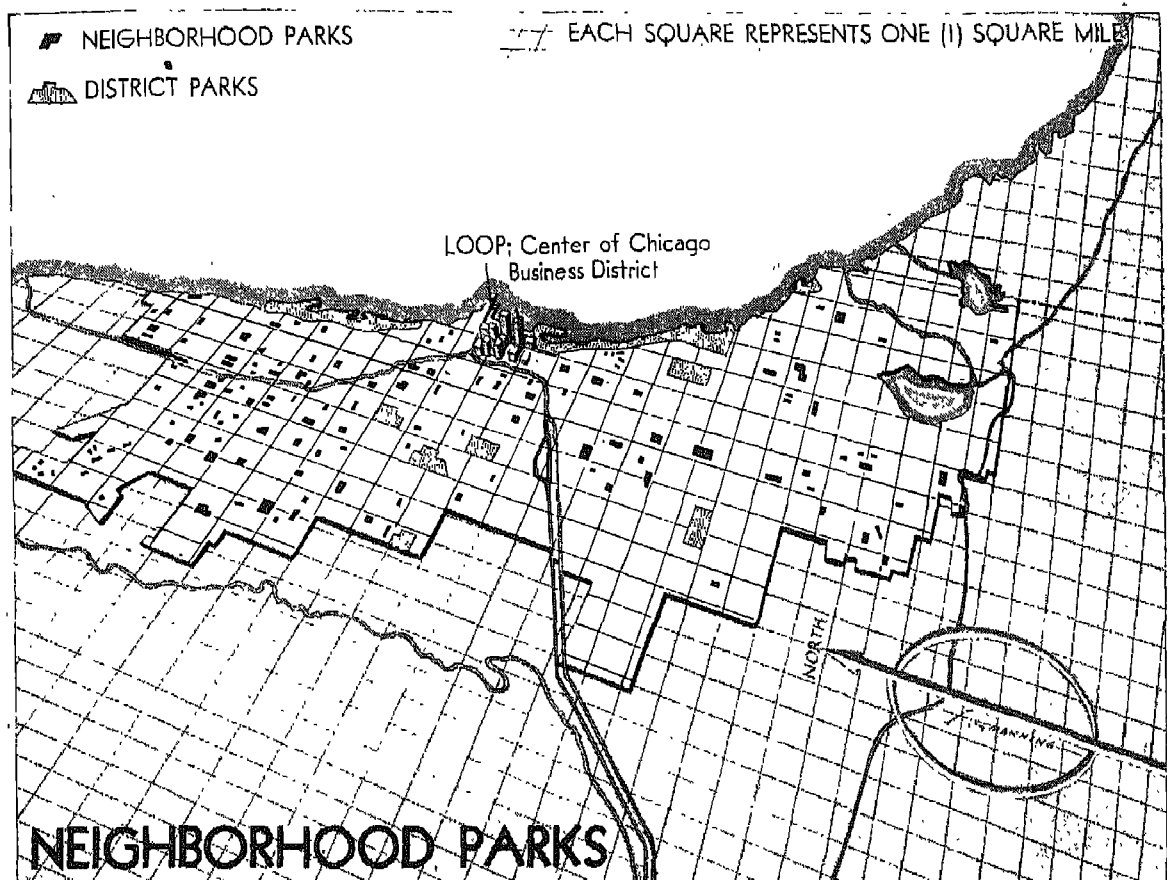 NEIGHBORHOOD PARKS
DISTRICT PARKS
EACH SQUARE REPRESENTS ONE (1) SQUARE MILE
LOOP: Center of Chicago
Business District
NORTH
NEIGHBORHOOD PARKS